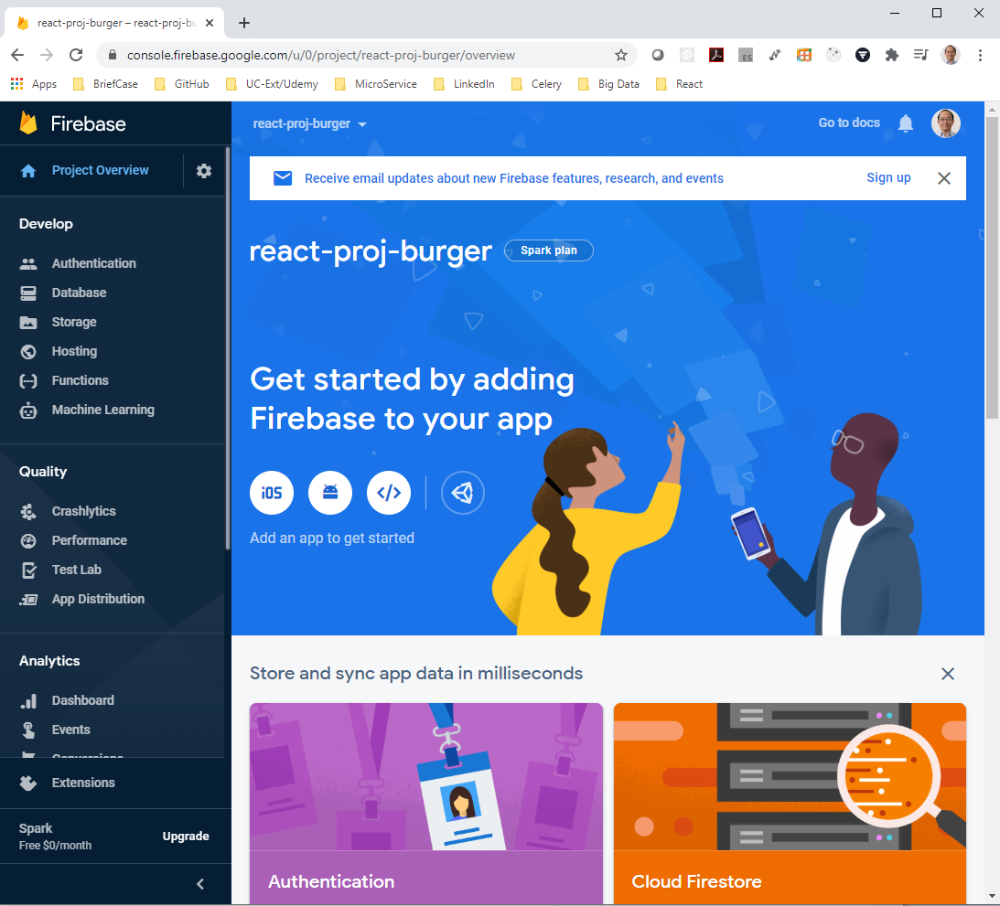 react-proj-burger – react-proj-bu
console.firebase.google.com/u/0/project/react-proj-burger/overview
ES
Apps
BriefCase
GitHub
UC-Ext/Udemy
MicroService
LinkedIn
Celery
Big Data
React
Firebase
Project Overview
Develop
Authentication
Database
Storage
Hosting
Functions
Machine Learning
Quality
Crashlytics
Performance
Test Lab
App Distribution
Analytics
Dashboard
Events
Conversions
Extensions
Spark
Free $0/month
Upgrade
react-proj-burger
Go to docs
Receive email updates about new Firebase features, research, and events
Sign up
react-proj-burger
Spark plan
Get started by adding
Firebase to your app
iOS
</>
Add an app to get started
Store and sync app data in milliseconds
Authentication
Cloud Firestore